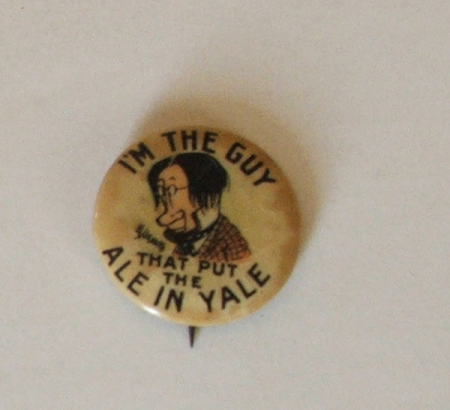 I'M THE GUY
THAT PUT
THE
ALE IN YALE